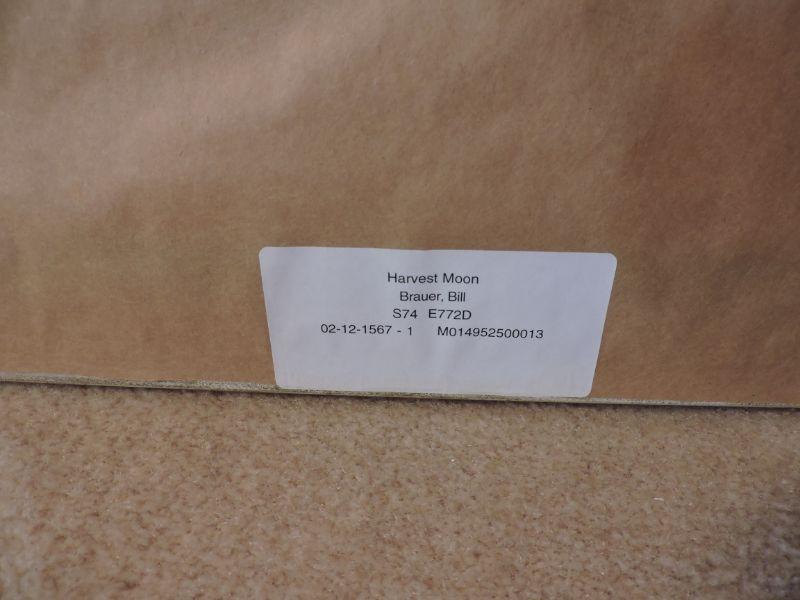 Harvest Moon
Brauer, Bill
S74 E772D
02-12-1567 - 1 M014952500013